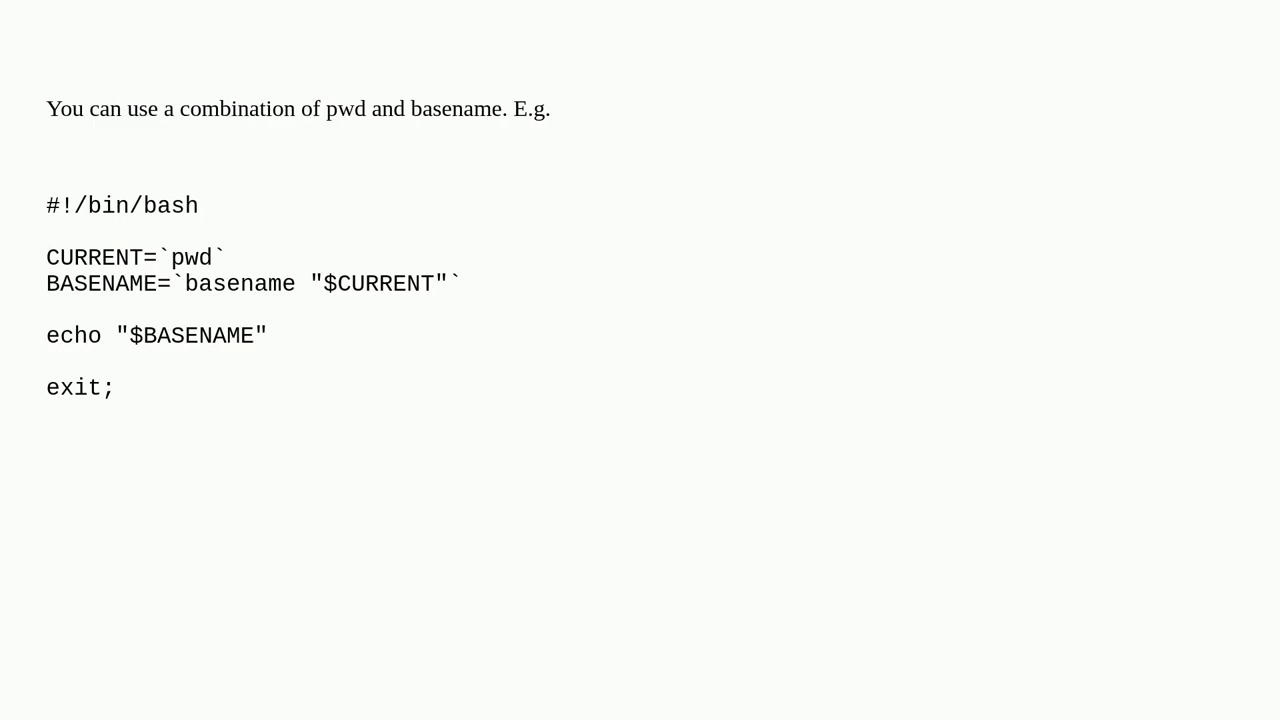 You can use a combination of pwd and basename. E.g.
#!/bin/bash
CURRENT=`pwd`
BASENAME=`basename "$CURRENT"`
echo "$BASENAME"
exit;